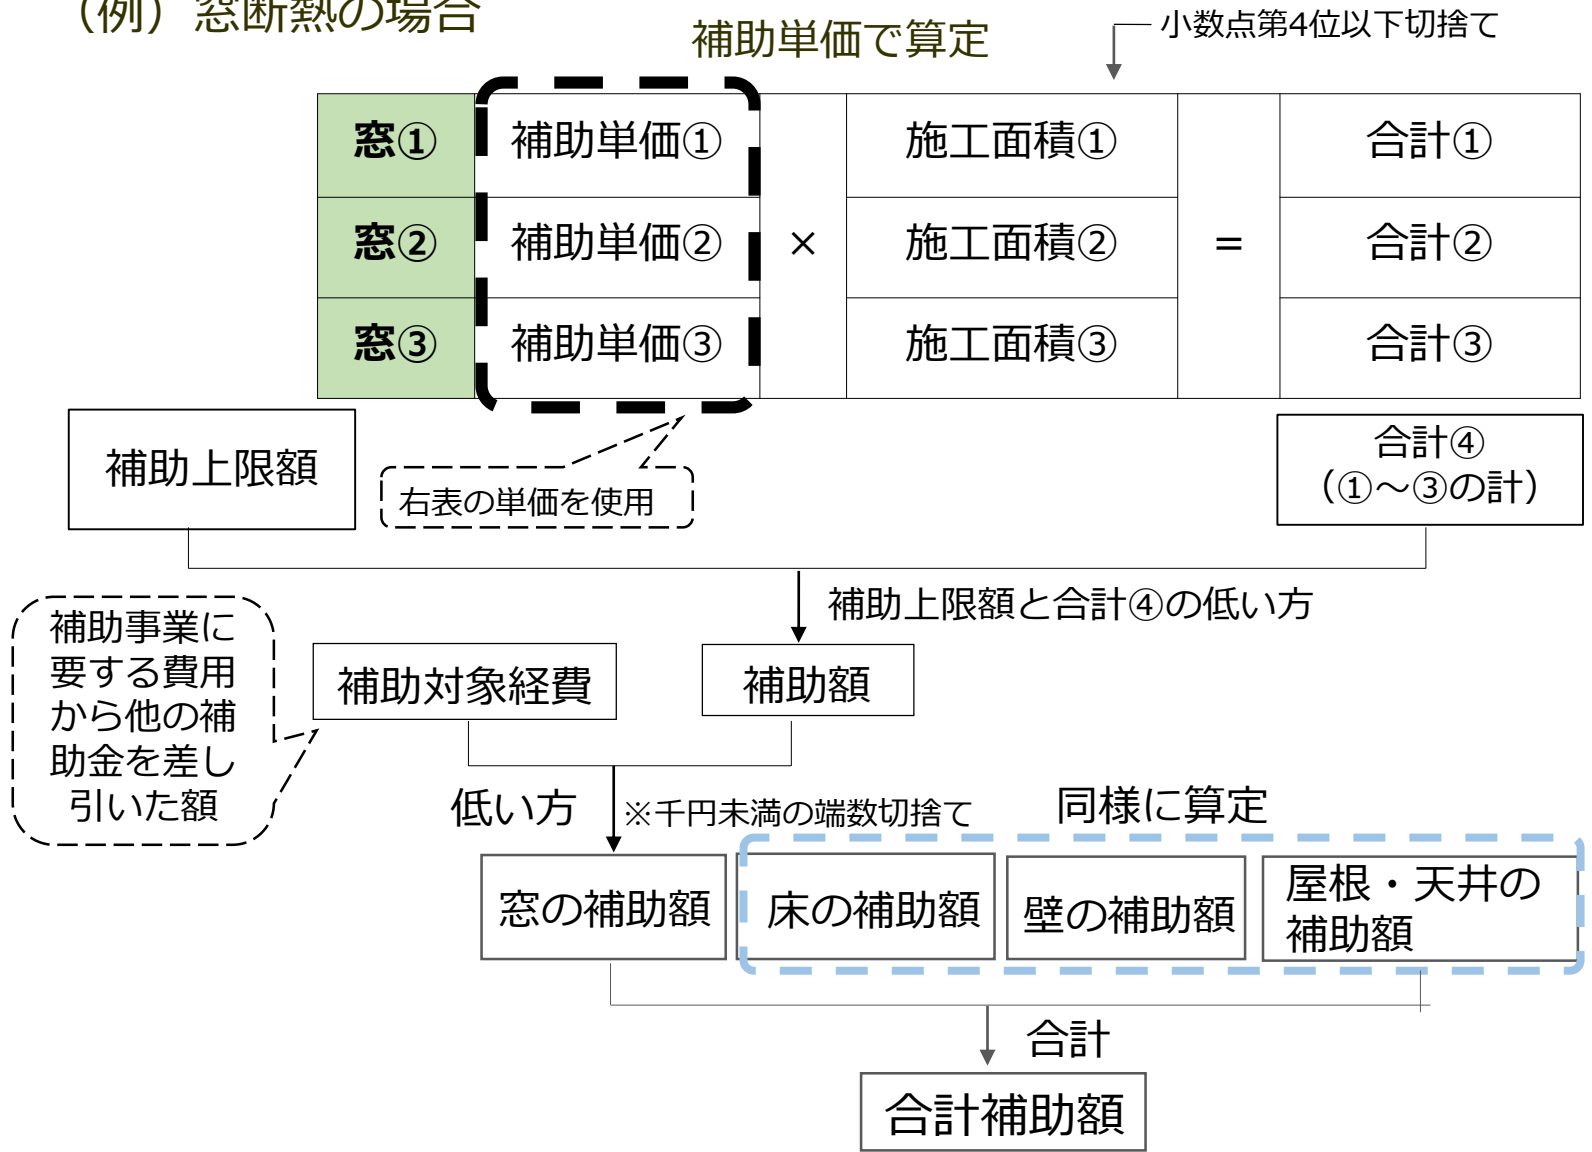 （例）窓断熱の場合
補助単価で算定
小数点第4位以下切捨て
窓① 補助単価① 施工面積① 合計①
窓② 補助単価② × 施工面積② = 合計②
窓③ 補助単価③ 施工面積③ 合計③
補助上限額
右表の単価を使用
合計④
（①～③の計）
補助上限額と合計④の低い方
補助事業に
要する費用
から他の補
助金を差し
引いた額
補助対象経費
補助額
低い方
※千円未満の端数切捨て
同様に算定
窓の補助額
床の補助額
壁の補助額
屋根・天井の
補助額
合計
合計補助額